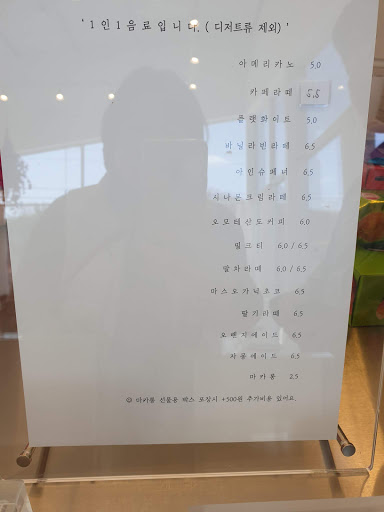 ' 1 인 1 음 료 입 니 다. ( 디 저 트 류 제 외 ) '
아 메 리 카 노 5.0
카 페 라 떼 5.5
플 랫 화 이 트 5.0
바 닐 라 빈 라 떼 6.5
아 인 슈 페 너 6.5
시 나 몬 크 림 라 떼 6.5
오 모 테 산 도 커 피 6.0
밀 크 티 6.0 / 6.5
말 차 라 떼 6.0 / 6.5
마 스 오 가 닉 초 코 6.5
딸 기 라 떼 6.5
오 렌 지 에 이 드 6.5
자 몽 에 이 드 6.5
마 카 롱 2.5
◎ 마카롱 선물용 박스 포장시 +500원 추가비용 있어요.